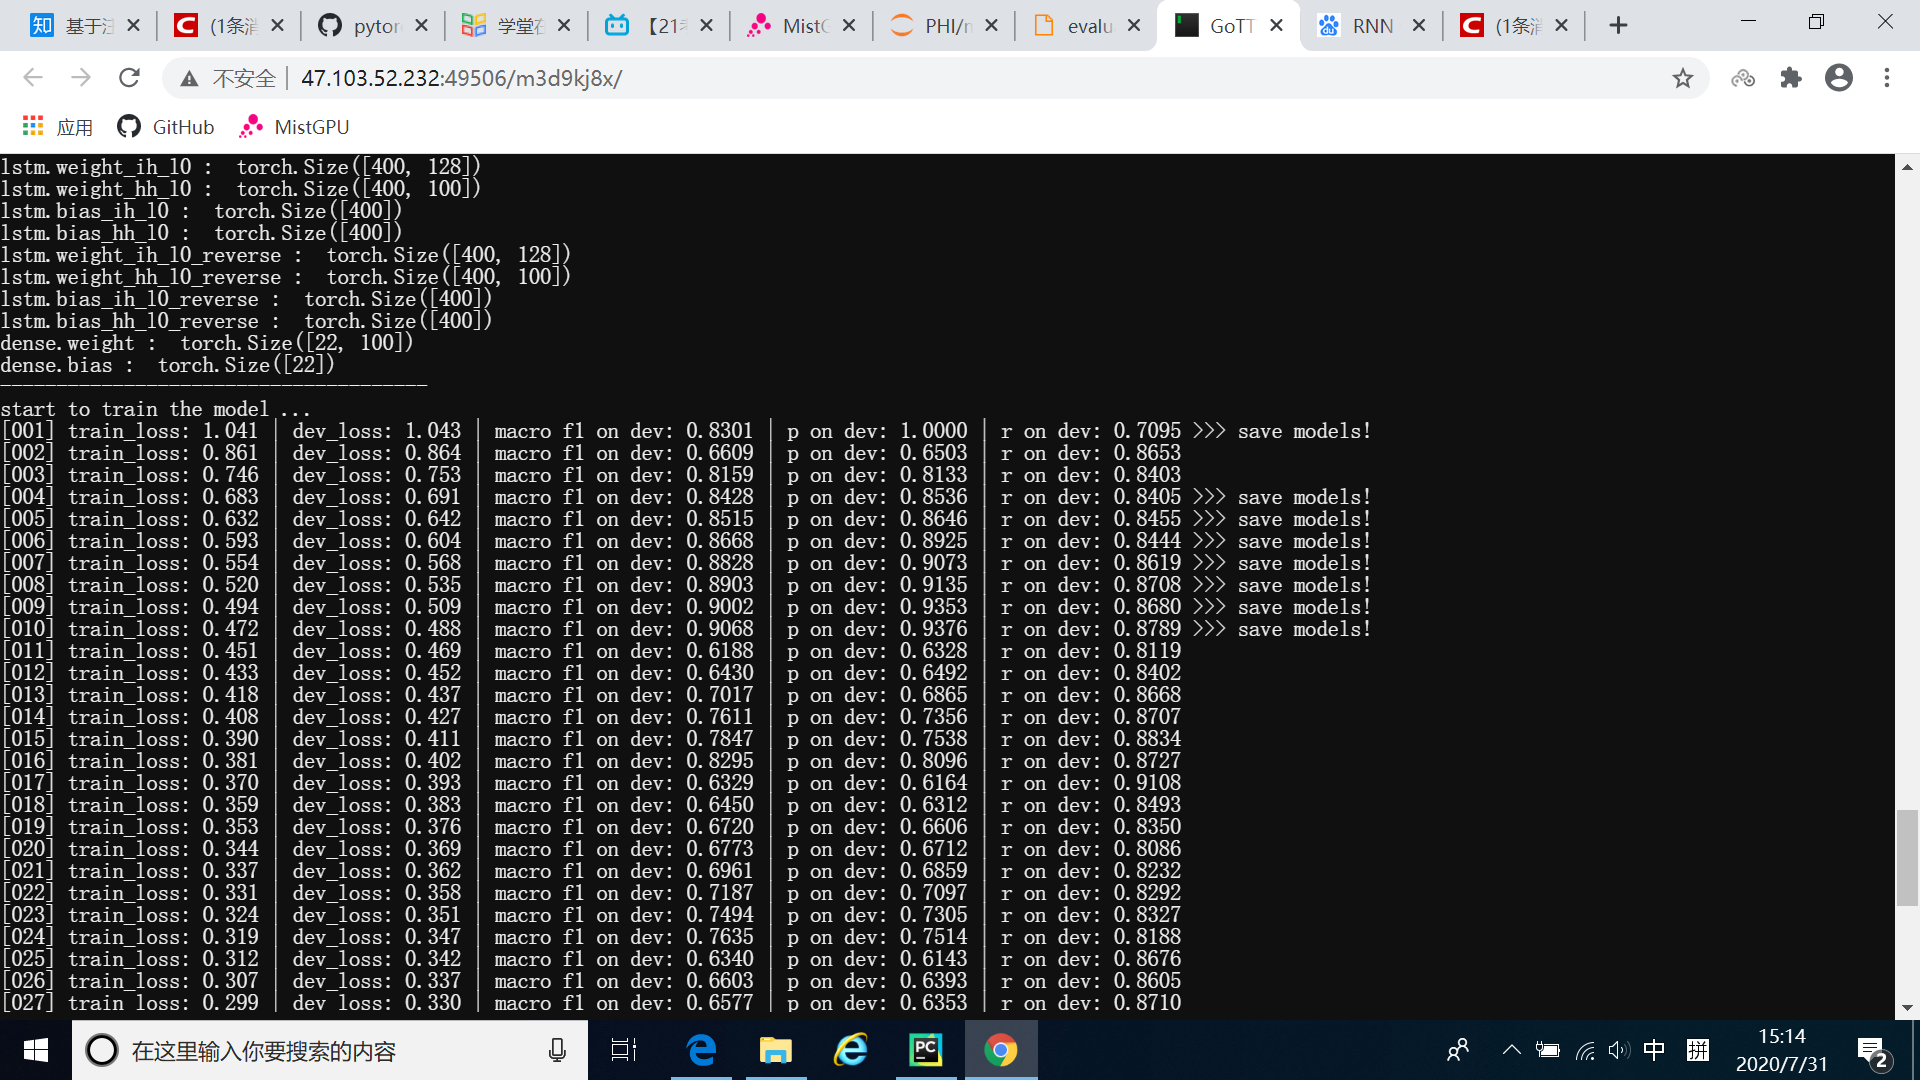 基于注 (1条消 pytor 学堂在 【21考 MistG PHI/m evalu GoTT RNN (1条消
不安全 47.103.52.232:49506/m3d9kj8x/
应用 GitHub MistGPU
lstm.weight_ih_l0 :  torch.Size([400, 128])
lstm.weight_hh_l0 :  torch.Size([400, 100])
lstm.bias_ih_l0 :  torch.Size([400])
lstm.bias_hh_l0 :  torch.Size([400])
lstm.weight_ih_l0_reverse :  torch.Size([400, 128])
lstm.weight_hh_l0_reverse :  torch.Size([400, 100])
lstm.bias_ih_l0_reverse :  torch.Size([400])
lstm.bias_hh_l0_reverse :  torch.Size([400])
dense.weight :  torch.Size([22, 100])
dense.bias :  torch.Size([22])
--------------------------------------
start to train the model ...
[001] train_loss: 1.041 | dev_loss: 1.043 | macro f1 on dev: 0.8301 | p on dev: 1.0000 | r on dev: 0.7095 >>> save models!
[002] train_loss: 0.861 | dev_loss: 0.864 | macro f1 on dev: 0.6609 | p on dev: 0.6503 | r on dev: 0.8653
[003] train_loss: 0.746 | dev_loss: 0.753 | macro f1 on dev: 0.8159 | p on dev: 0.8133 | r on dev: 0.8403
[004] train_loss: 0.683 | dev_loss: 0.691 | macro f1 on dev: 0.8428 | p on dev: 0.8536 | r on dev: 0.8405 >>> save models!
[005] train_loss: 0.632 | dev_loss: 0.642 | macro f1 on dev: 0.8515 | p on dev: 0.8646 | r on dev: 0.8455 >>> save models!
[006] train_loss: 0.593 | dev_loss: 0.604 | macro f1 on dev: 0.8668 | p on dev: 0.8925 | r on dev: 0.8444 >>> save models!
[007] train_loss: 0.554 | dev_loss: 0.568 | macro f1 on dev: 0.8828 | p on dev: 0.9073 | r on dev: 0.8619 >>> save models!
[008] train_loss: 0.520 | dev_loss: 0.535 | macro f1 on dev: 0.8903 | p on dev: 0.9135 | r on dev: 0.8708 >>> save models!
[009] train_loss: 0.494 | dev_loss: 0.509 | macro f1 on dev: 0.9002 | p on dev: 0.9353 | r on dev: 0.8680 >>> save models!
[010] train_loss: 0.472 | dev_loss: 0.488 | macro f1 on dev: 0.9068 | p on dev: 0.9376 | r on dev: 0.8789 >>> save models!
[011] train_loss: 0.451 | dev_loss: 0.469 | macro f1 on dev: 0.6188 | p on dev: 0.6328 | r on dev: 0.8119
[012] train_loss: 0.433 | dev_loss: 0.452 | macro f1 on dev: 0.6430 | p on dev: 0.6492 | r on dev: 0.8402
[013] train_loss: 0.418 | dev_loss: 0.437 | macro f1 on dev: 0.7017 | p on dev: 0.6865 | r on dev: 0.8668
[014] train_loss: 0.408 | dev_loss: 0.427 | macro f1 on dev: 0.7611 | p on dev: 0.7356 | r on dev: 0.8707
[015] train_loss: 0.390 | dev_loss: 0.411 | macro f1 on dev: 0.7847 | p on dev: 0.7538 | r on dev: 0.8834
[016] train_loss: 0.381 | dev_loss: 0.402 | macro f1 on dev: 0.8295 | p on dev: 0.8096 | r on dev: 0.8727
[017] train_loss: 0.370 | dev_loss: 0.393 | macro f1 on dev: 0.6329 | p on dev: 0.6164 | r on dev: 0.9108
[018] train_loss: 0.359 | dev_loss: 0.383 | macro f1 on dev: 0.6450 | p on dev: 0.6312 | r on dev: 0.8493
[019] train_loss: 0.353 | dev_loss: 0.376 | macro f1 on dev: 0.6720 | p on dev: 0.6606 | r on dev: 0.8350
[020] train_loss: 0.344 | dev_loss: 0.369 | macro f1 on dev: 0.6773 | p on dev: 0.6712 | r on dev: 0.8086
[021] train_loss: 0.337 | dev_loss: 0.362 | macro f1 on dev: 0.6961 | p on dev: 0.6859 | r on dev: 0.8232
[022] train_loss: 0.331 | dev_loss: 0.358 | macro f1 on dev: 0.7187 | p on dev: 0.7097 | r on dev: 0.8292
[023] train_loss: 0.324 | dev_loss: 0.351 | macro f1 on dev: 0.7494 | p on dev: 0.7305 | r on dev: 0.8327
[024] train_loss: 0.319 | dev_loss: 0.347 | macro f1 on dev: 0.7635 | p on dev: 0.7514 | r on dev: 0.8188
[025] train_loss: 0.312 | dev_loss: 0.342 | macro f1 on dev: 0.6340 | p on dev: 0.6143 | r on dev: 0.8676
[026] train_loss: 0.307 | dev_loss: 0.337 | macro f1 on dev: 0.6603 | p on dev: 0.6393 | r on dev: 0.8605
[027] train_loss: 0.299 | dev_loss: 0.330 | macro f1 on dev: 0.6577 | p on dev: 0.6353 | r on dev: 0.8710
在这里输入你要搜索的内容
中 拼 15:14
2020/7/31
2